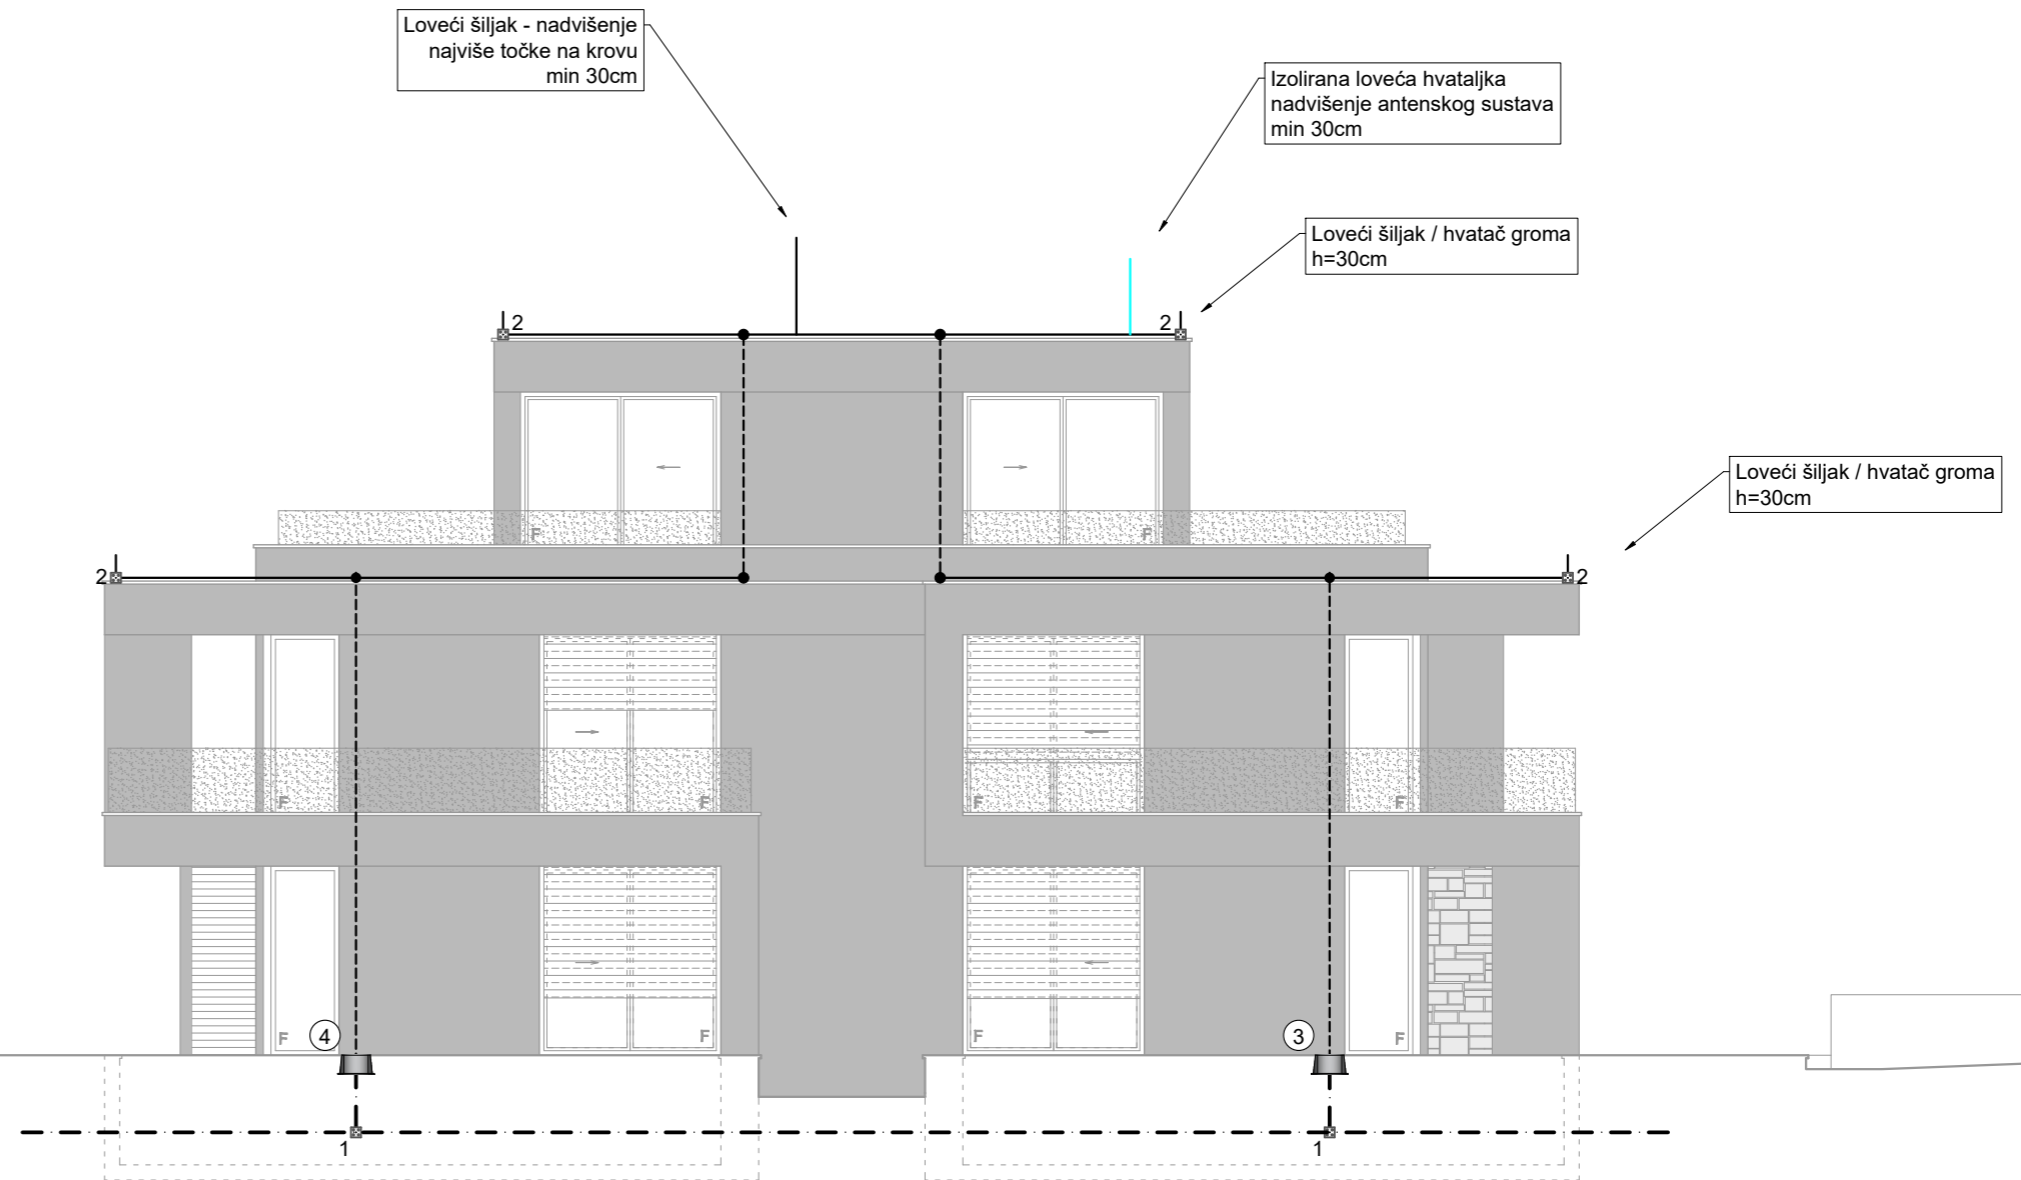 Loveći šiljak - nadvišenje
najviše točke na krovu
min 30cm
Izolirana loveća hvataljka
nadvišenje antenskog sustava
min 30cm
Loveći šiljak / hvatač groma
h=30cm
2
2
Loveći šiljak / hvatač groma
h=30cm
F
F
2
2
F
F
F
F
4
F
F
F
3
F
1
1